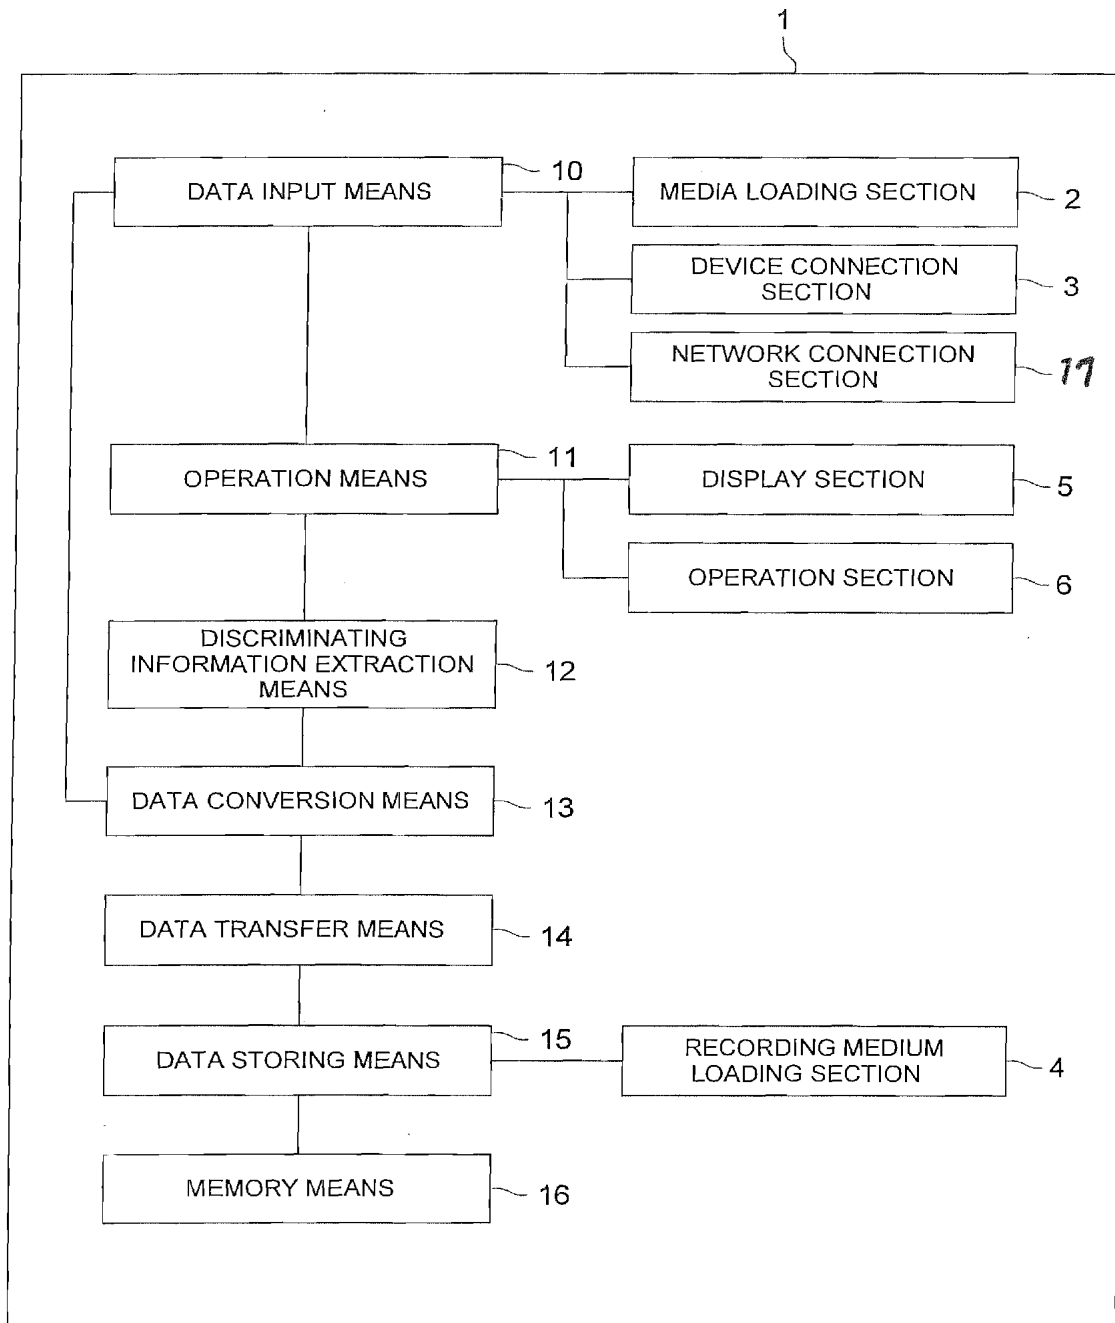 1
DATA INPUT MEANS
10
MEDIA LOADING SECTION
2
DEVICE CONNECTION
SECTION
3
NETWORK CONNECTION
SECTION
17
OPERATION MEANS
11
DISPLAY SECTION
5
OPERATION SECTION
6
DISCRIMINATING
INFORMATION EXTRACTION
MEANS
12
DATA CONVERSION MEANS
13
DATA TRANSFER MEANS
14
DATA STORING MEANS
15
RECORDING MEDIUM
LOADING SECTION
4
MEMORY MEANS
16